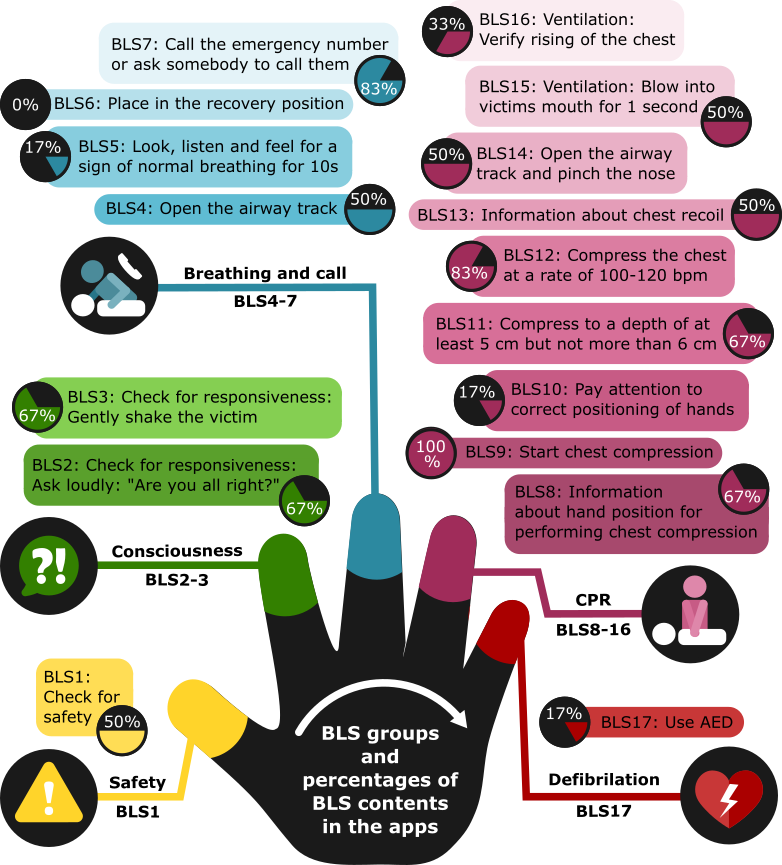 BLS7: Call the emergency number
or ask somebody to call them
83%
0%
BLS6: Place in the recovery position
17%
BLS5: Look, listen and feel for a
sign of normal breathing for 10s
BLS4: Open the airway track
50%
Breathing and call
BLS4-7
BLS3: Check for responsiveness:
Gently shake the victim
67%
BLS2: Check for responsiveness:
Ask loudly: "Are you all right?"
67%
?!
Consciousness
BLS2-3
BLS1:
Check for
safety
50%
!
Safety
BLS1
33%
BLS16: Ventilation:
Verify rising of the chest
BLS15: Ventilation: Blow into
victims mouth for 1 second
50%
50%
BLS14: Open the airway
track and pinch the nose
BLS13: Information about chest recoil
50%
83%
BLS12: Compress the chest
at a rate of 100-120 bpm
BLS11: Compress to a depth of at
least 5 cm but not more than 6 cm
67%
17%
BLS10: Pay attention to
correct positioning of hands
100
%
BLS9: Start chest compression
BLS8: Information
about hand position for
performing chest compression
67%
CPR
BLS8-16
17%
BLS17: Use AED
Defibrilation
BLS17
BLS groups
and
percentages of
BLS contents
in the apps